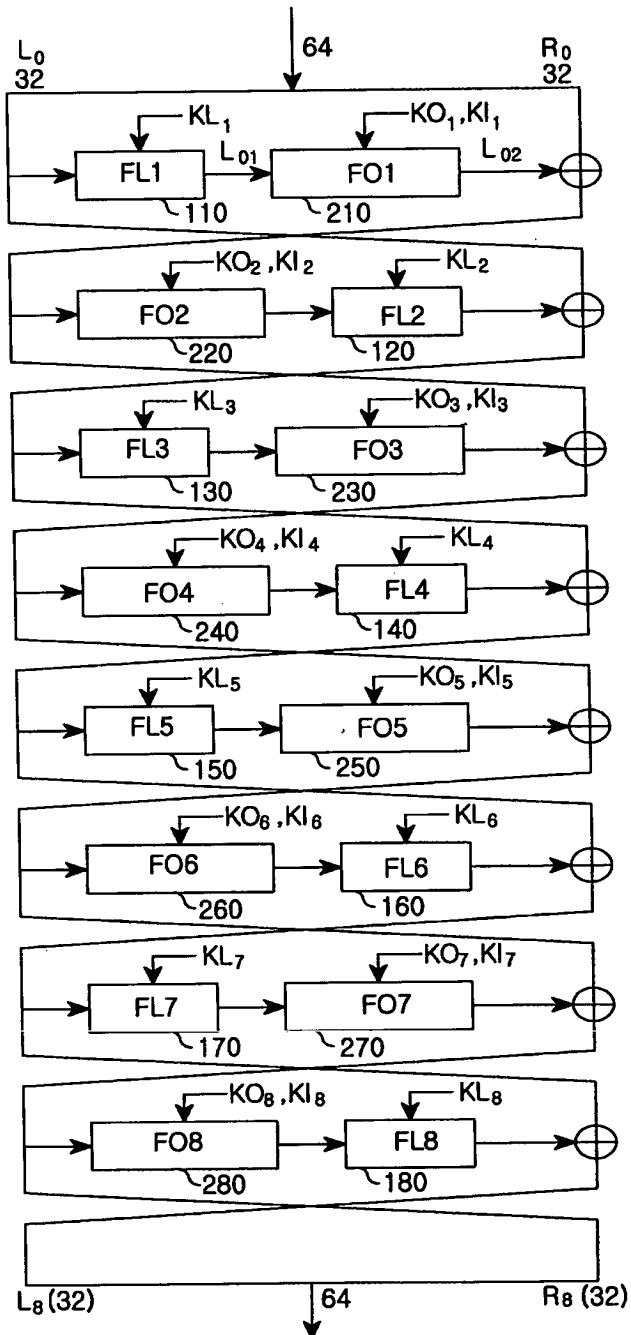 L0 64 R0
32 32
KL1 KO1,KI1
L01 L02
FL1 FO1
110 210
KO2,KI2 KL2
FO2 FL2
220 120
KL3 KO3,KI3
FL3 FO3
130 230
KO4,KI4 KL4
FO4 FL4
240 140
KL5 KO5,KI5
FL5 FO5
150 250
KO6,KI6 KL6
FO6 FL6
260 160
KL7 KO7,KI7
FL7 FO7
170 270
KO8,KI8 KL8
FO8 FL8
280 180
L8 (32) 64 R8 (32)